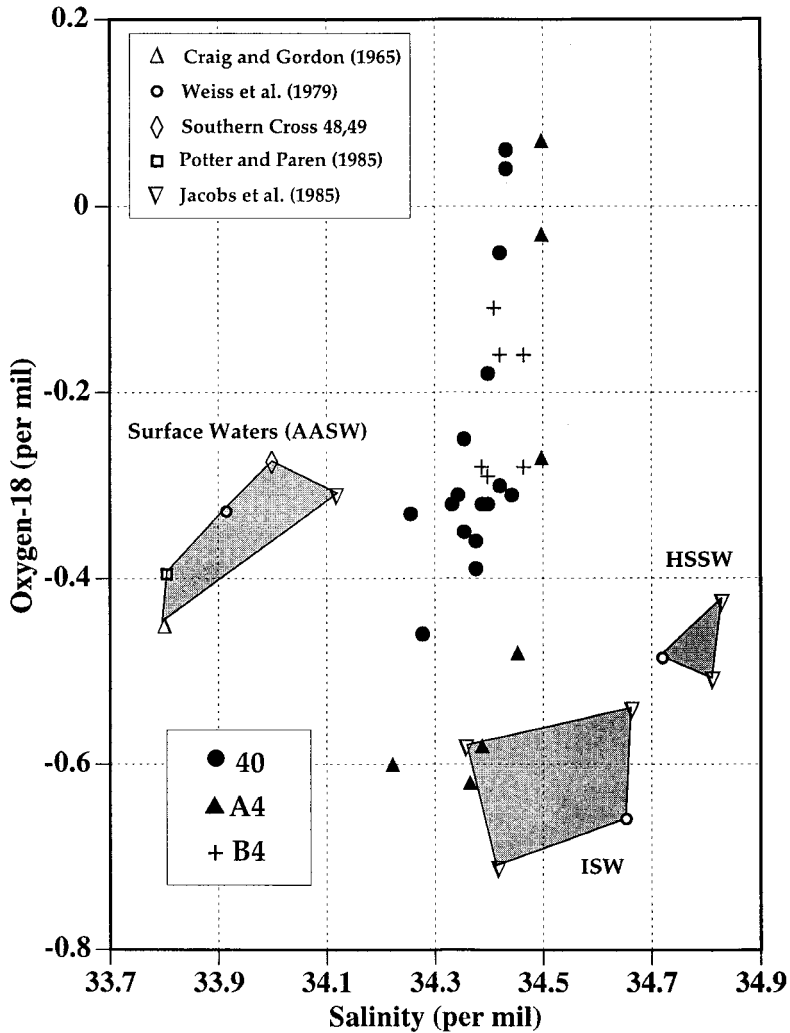 0.2
△ Craig and Gordon (1965)
Weiss et al. (1979)
Southern Cross 48,49
Potter and Paren (1985)
Jacobs et al. (1985)
0
-0.2
-0.4
-0.6
-0.8
Oxygen-18 (per mil)
Surface Waters (AASW)
HSSW
ISW
40
A4
B4
33.7 33.9 34.1 34.3 34.5 34.7 34.9
Salinity (per mil)